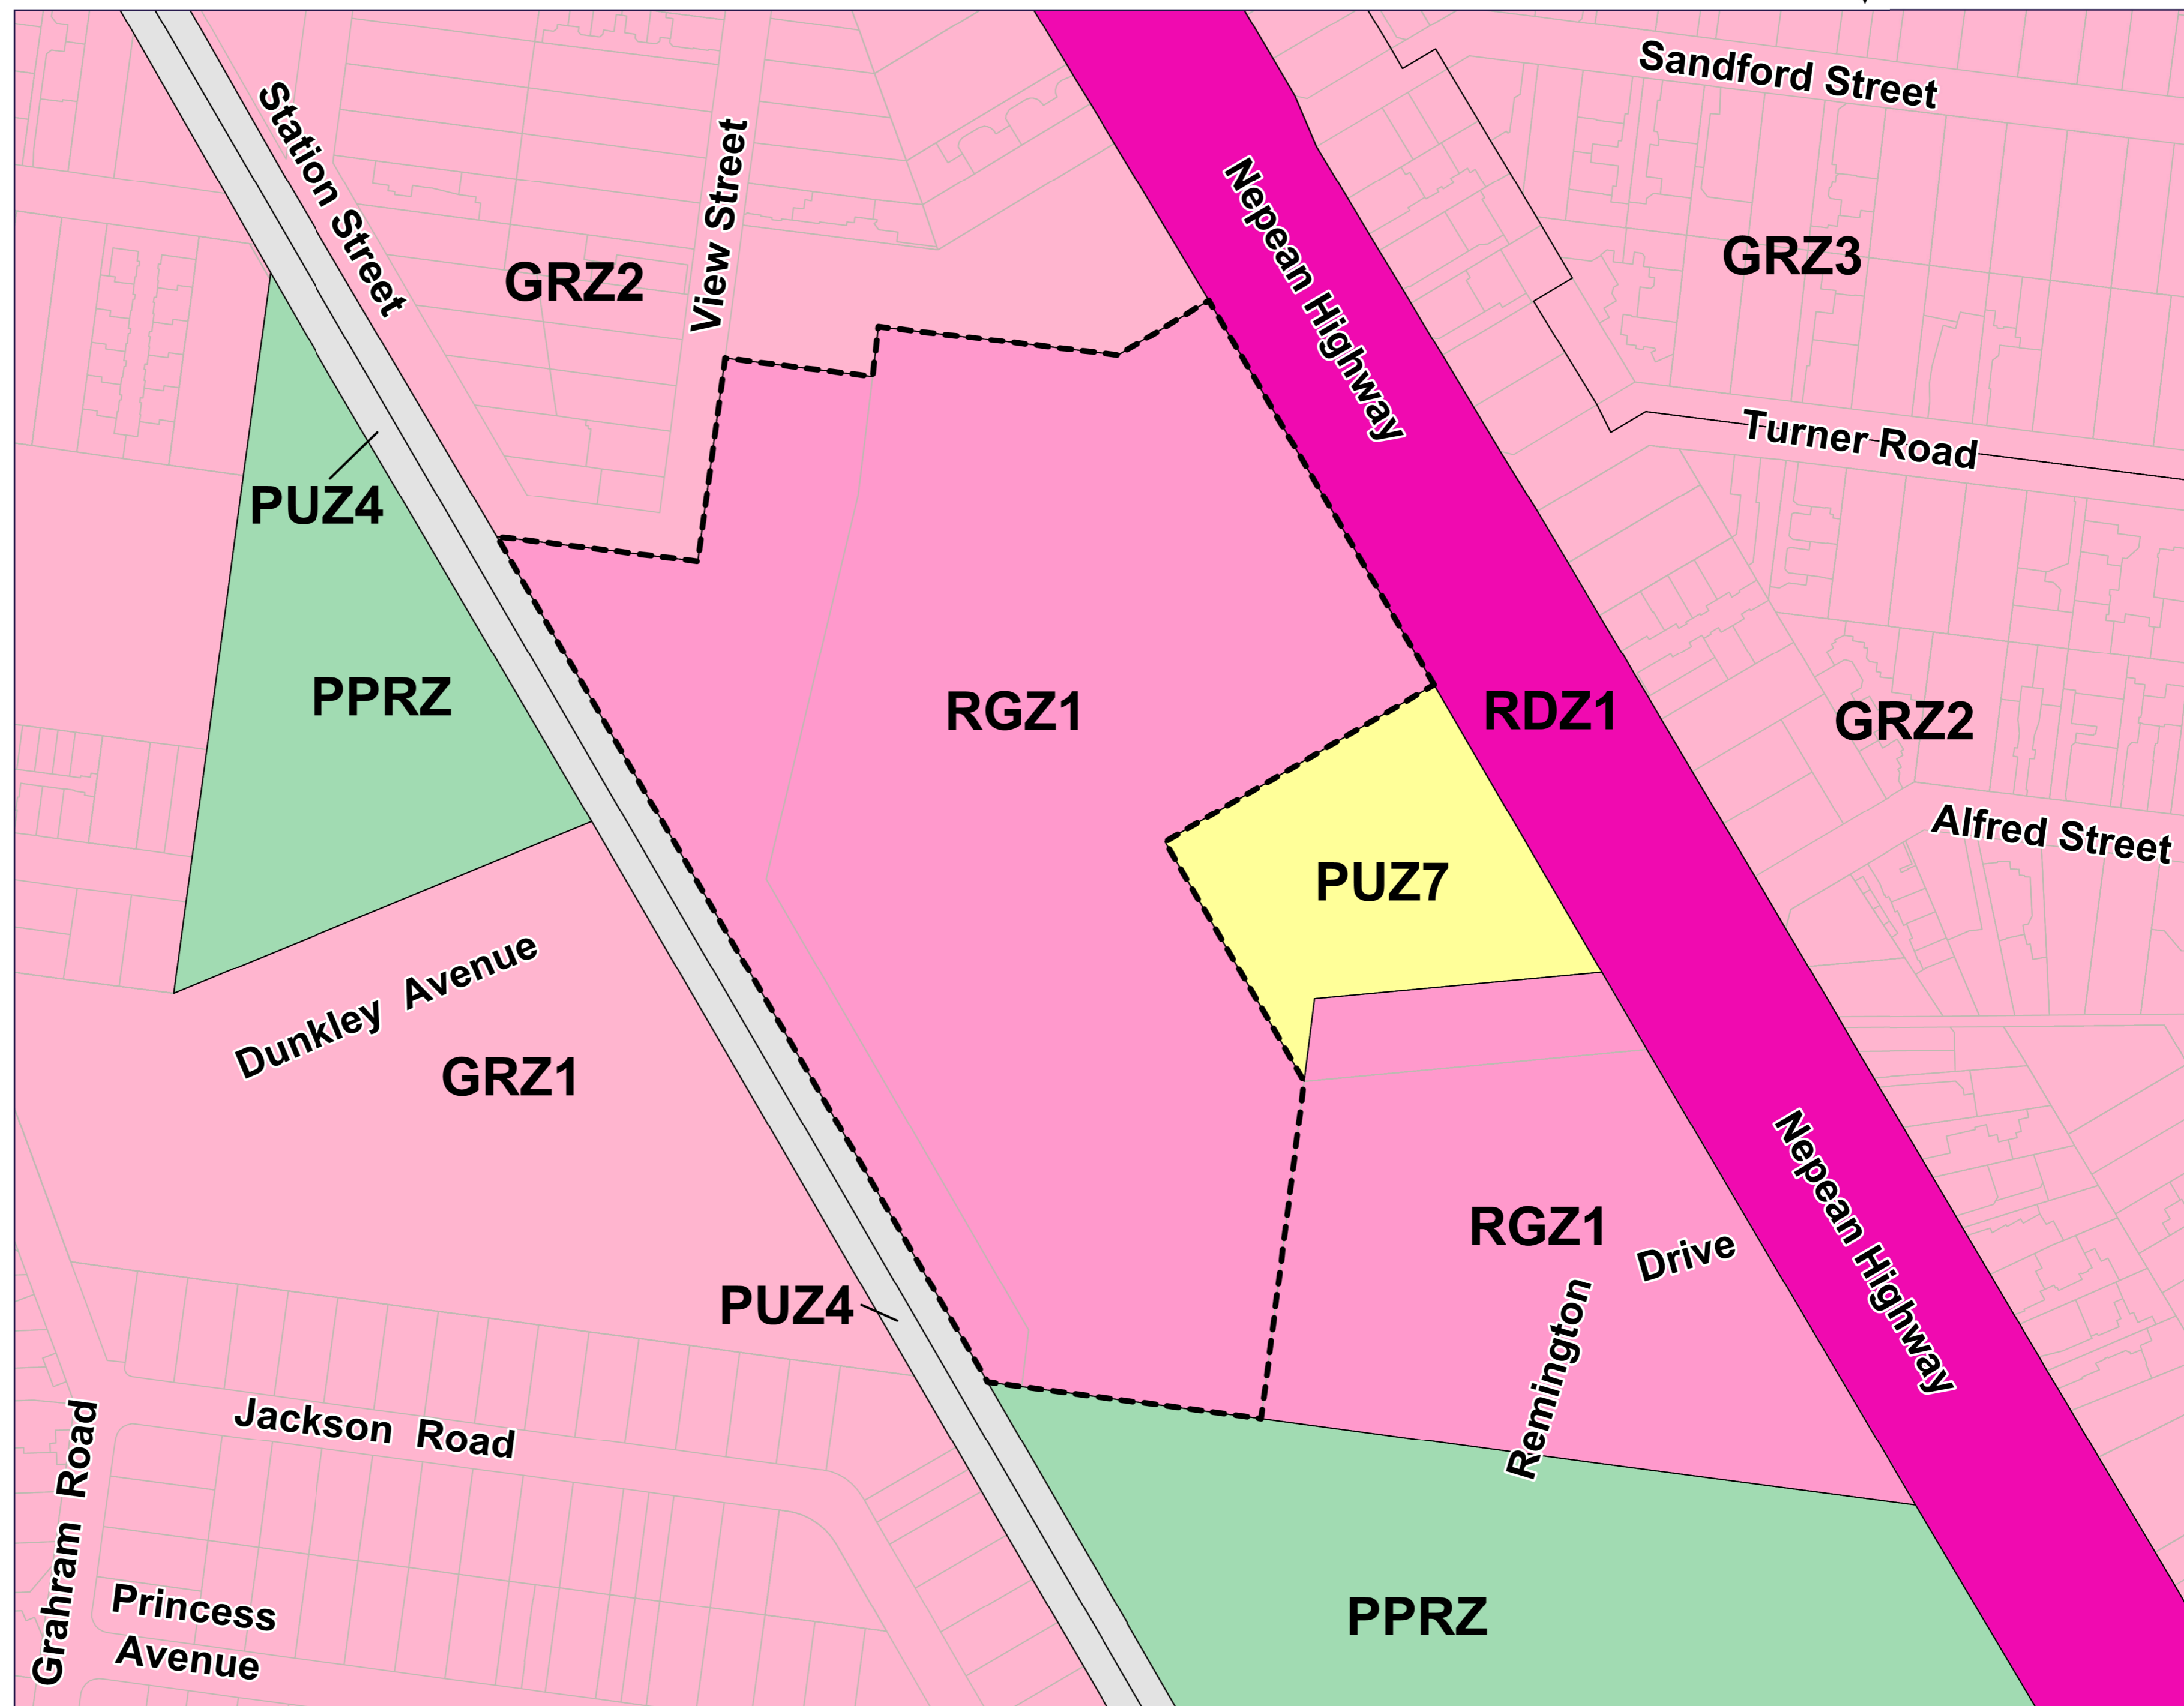 Sandford Street
Station Street
View Street
Nepean Highway
GRZ3
GRZ2
Turner Road
PUZ4
PPRZ
RGZ1
RDZ1
GRZ2
Alfred Street
PUZ7
Dunkley Avenue
GRZ1
Nepean Highway
RGZ1
Remington Drive
PUZ4
Jackson Road
Grahram Road
Princess
Avenue
PPRZ